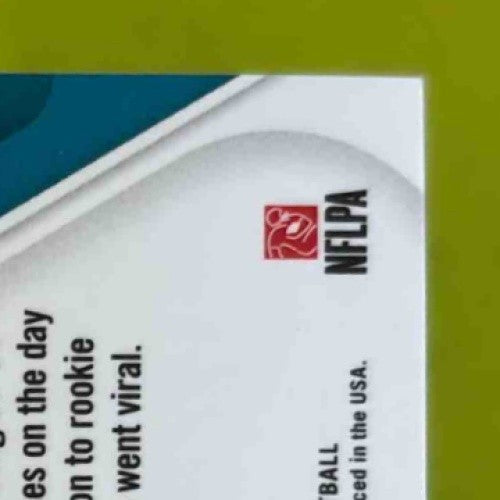 es on the day
on to rookie
went viral.
NFLPA
TBALL
ced in the USA.